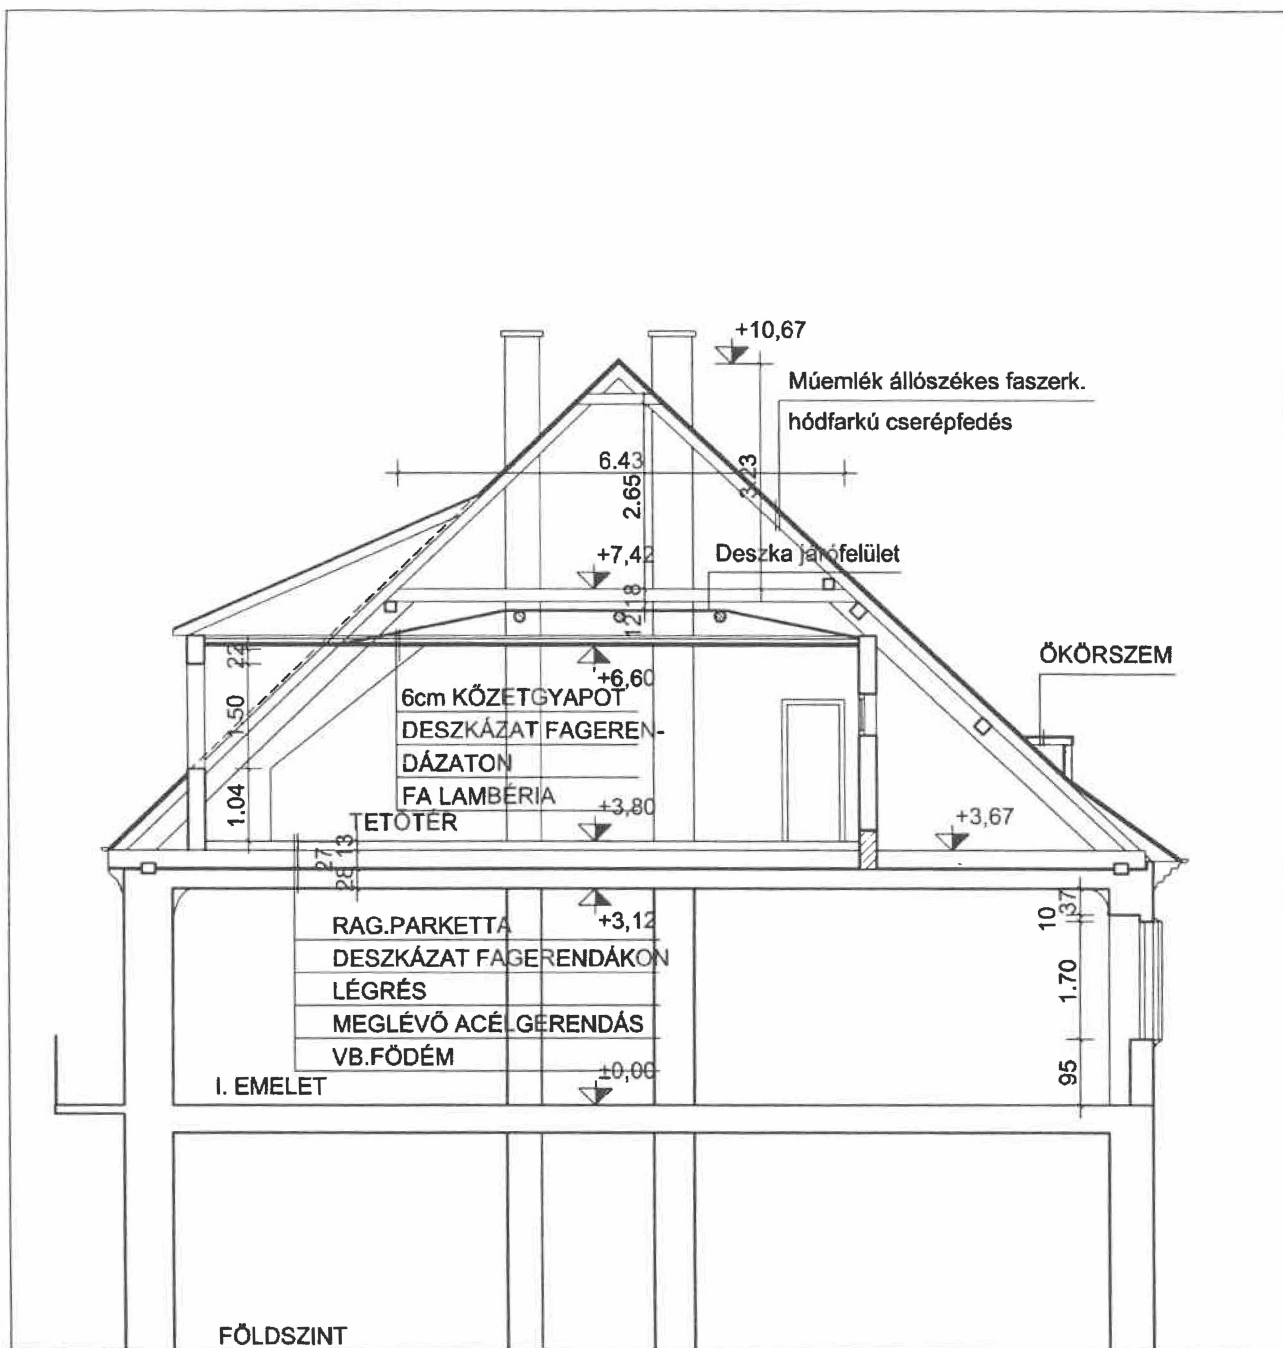 +10,67
Műemlék állószékes faszerk.
hódfarkú cserépfedés
6.43
2.65
3.23
+7,42
Deszka járófelület
18
12
ÖKÖRSZEM
22
+6,60
6cm KŐZETGYAPOT
1.50
DESZKÁZAT FAGEREN-
DÁZATON
FA LAMBÉRIA
1.04
+3,80
TETŐTÉR
+3,67
13
27
28
37
10
+3,12
RAG.PARKETTA
DESZKÁZAT FAGERENDÁKON
LÉGRÉS
1.70
MEGLÉVŐ ACÉLGERENDÁS
VB.FÖDÉM
±0,00
95
I. EMELET
FÖLDSZINT